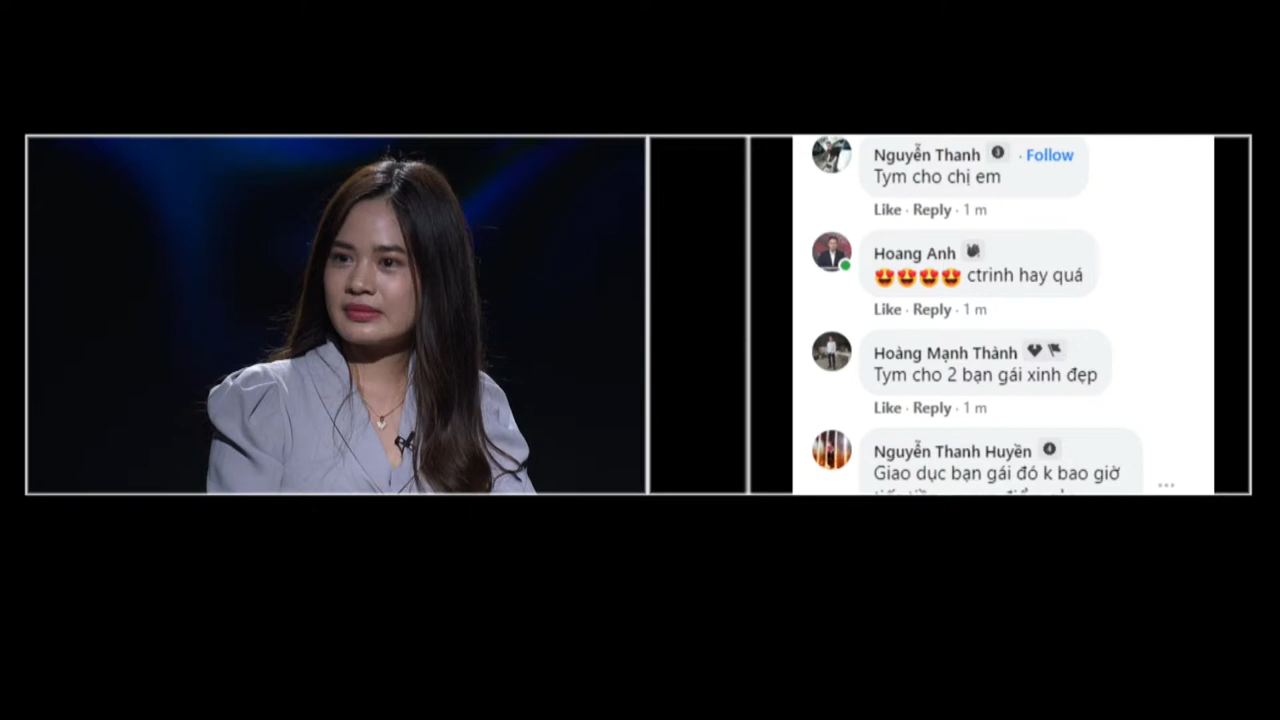 Nguyễn Thanh · Follow
Tym cho chị em
Like · Reply · 1 m
Hoang Anh
😍😍😍😍 ctrinh hay quá
Like · Reply · 1 m
Hoàng Mạnh Thành
Tym cho 2 bạn gái xinh đẹp
Like · Reply · 1 m
Nguyễn Thanh Huyền
Giao dục bạn gái đó k bao giờ